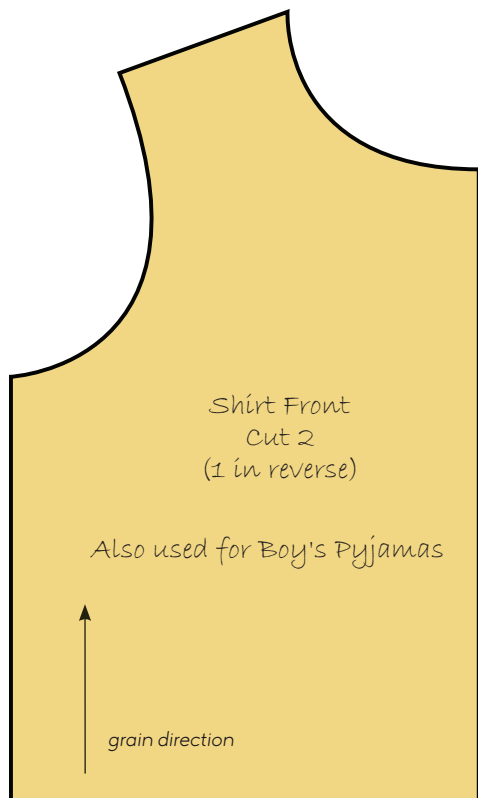 Shirt Front
Cut 2
(1 in reverse)
Also used for Boy's Pyjamas
grain direction